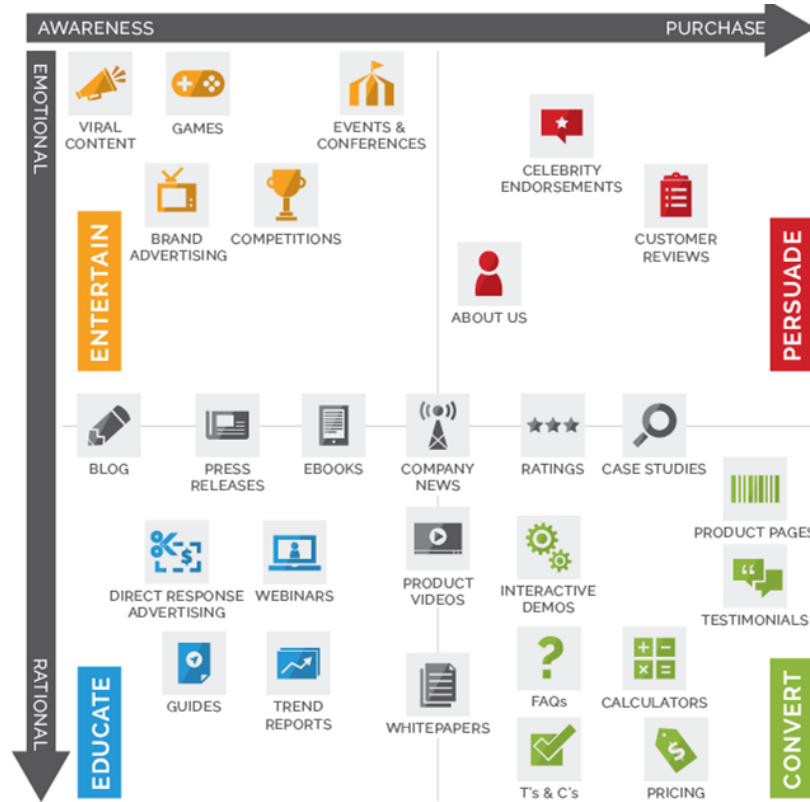 AWARENESS
PURCHASE
EMOTIONAL
VIRAL
CONTENT
GAMES
EVENTS &
CONFERENCES
CELEBRITY
ENDORSEMENTS
BRAND
ADVERTISING
COMPETITIONS
CUSTOMER
REVIEWS
ENTERTAIN
PERSUADE
ABOUT US
BLOG
PRESS
RELEASES
EBOOKS
COMPANY
NEWS
RATINGS
CASE STUDIES
PRODUCT PAGES
DIRECT RESPONSE
ADVERTISING
$
WEBINARS
PRODUCT
VIDEOS
INTERACTIVE
DEMOS
TESTIMONIALS
RATIONAL
EDUCATE
GUIDES
TREND
REPORTS
WHITEPAPERS
?
FAQs
CALCULATORS
CONVERT
T's & C's
$
PRICING